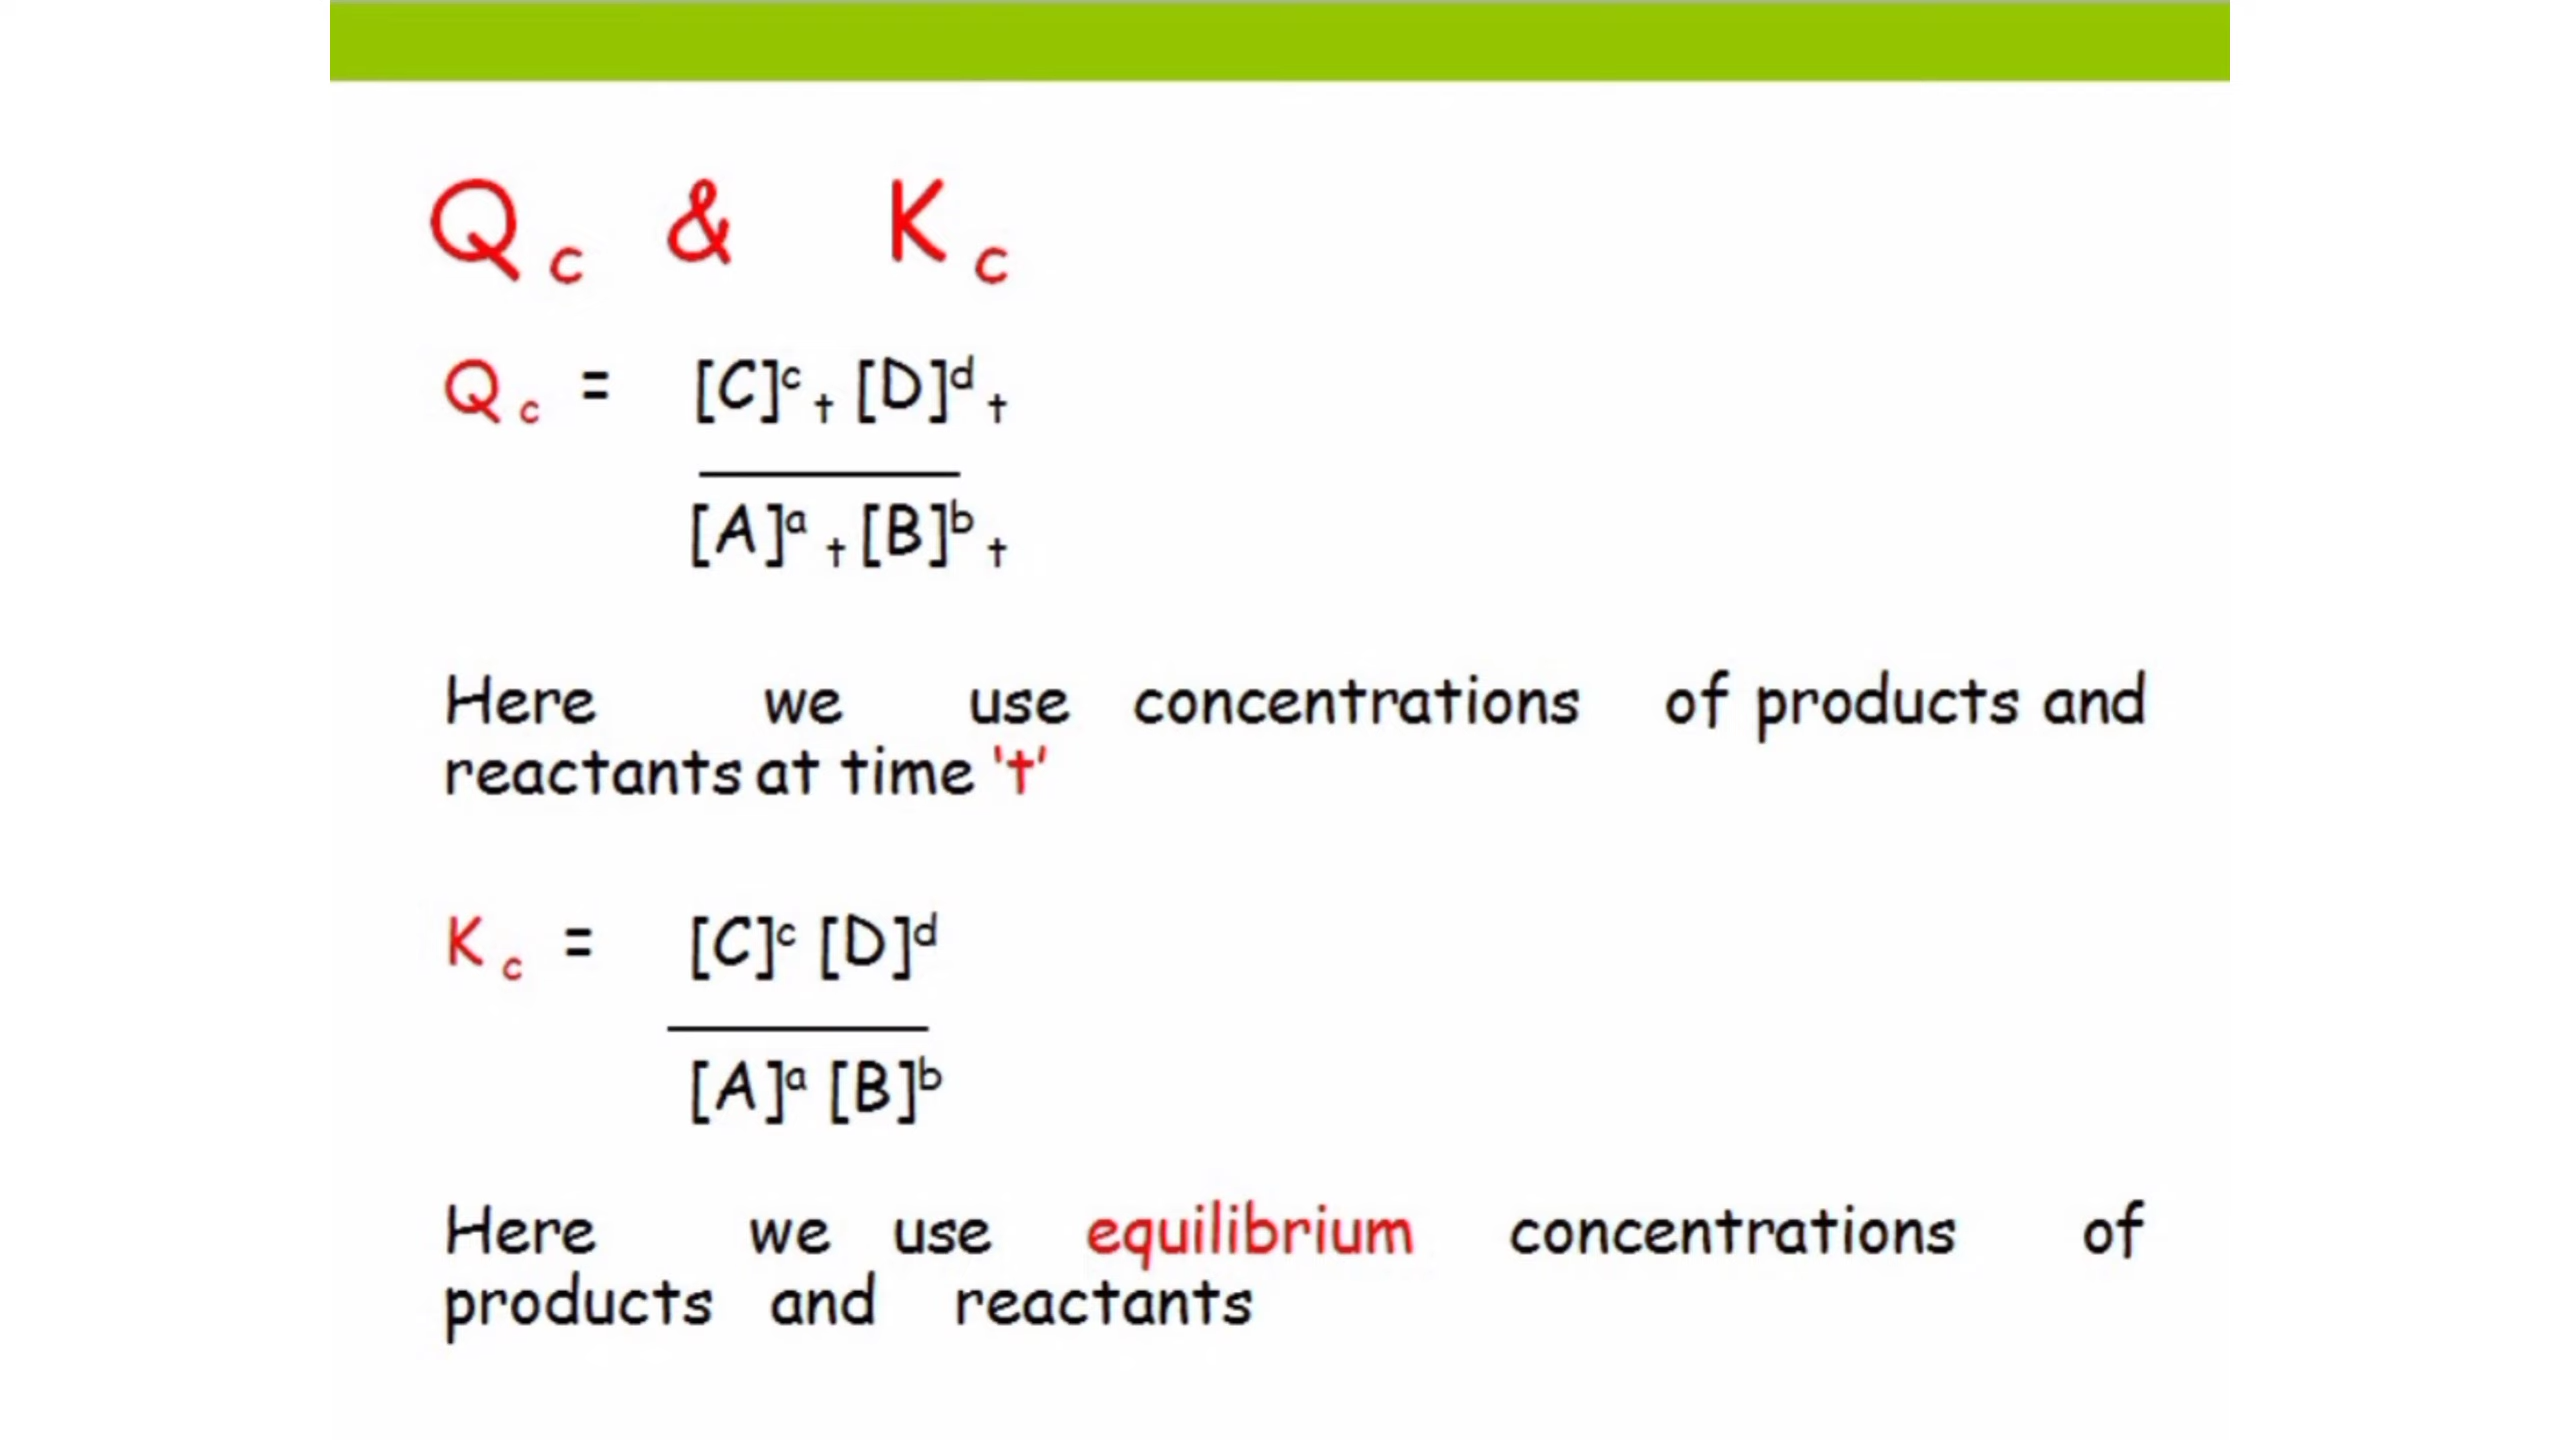 Qc & Kc
Qc = [C]ᶜt [D]ᵈt
[A]ᵃt [B]ᵇt
Here we use concentrations of products and
reactants at time 't'
Kc = [C]ᶜ [D]ᵈ
[A]ᵃ [B]ᵇ
Here we use equilibrium concentrations of
products and reactants